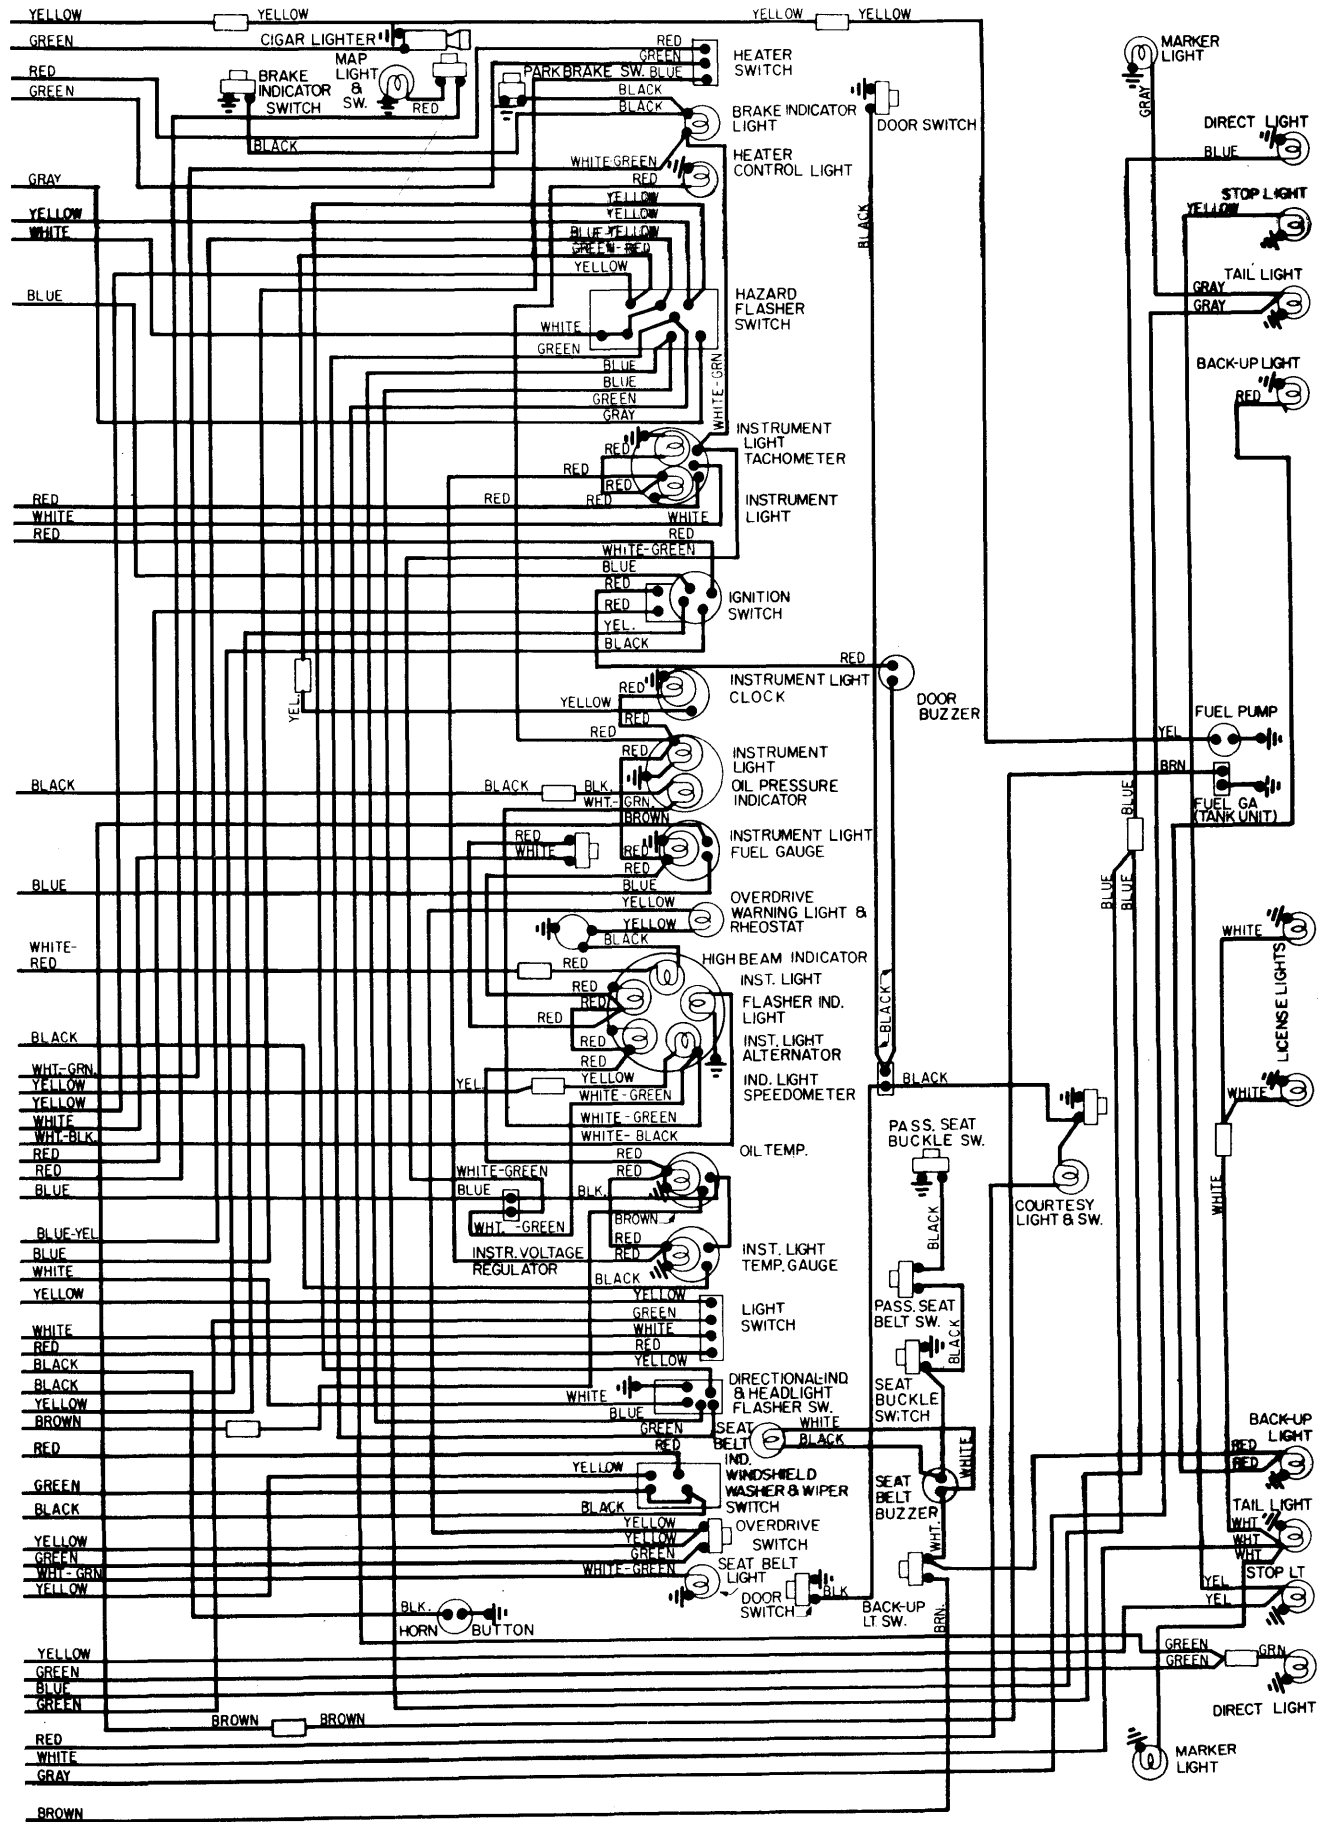 YELLOW
YELLOW
YELLOW
YELLOW
GREEN
CIGAR LIGHTER
RED
GREEN
BRAKE
INDICATOR
SWITCH
MAP
LIGHT
&
SW.
RED
BLACK
RED
GREEN
PARK BRAKE SW. BLUE
HEATER
SWITCH
BLACK
BLACK
BRAKE INDICATOR
LIGHT
DOOR SWITCH
MARKER
LIGHT
GRAY
DIRECT LIGHT
BLUE
WHITE-GREEN
HEATER
CONTROL LIGHT
RED
GRAY
YELLOW
WHITE
YELLOW
YELLOW
BLUE-YELLOW
GREEN-RED
YELLOW
BLACK
STOP LIGHT
YELLOW
TAIL LIGHT
GRAY
GRAY
BLUE
HAZARD
FLASHER
SWITCH
WHITE
GREEN
BLUE
BLUE
GREEN
GRAY
WHITE-GRN
BACK-UP LIGHT
RED
INSTRUMENT
LIGHT
TACHOMETER
RED
RED
RED
INSTRUMENT
LIGHT
RED
WHITE
RED
RED
RED
WHITE
RED
WHITE-GREEN
BLUE
RED
RED
YEL.
BLACK
IGNITION
SWITCH
RED
DOOR
BUZZER
YEL.
RED
INSTRUMENT LIGHT
CLOCK
YELLOW
RED
RED
RED
INSTRUMENT
LIGHT
OIL PRESSURE
INDICATOR
FUEL PUMP
YEL
BRN
FUEL GA
(TANK UNIT)
BLUE
BLACK
BLACK
BLK.
WHT.-GRN.
BROWN
RED
WHITE
RED
RED
BLUE
INSTRUMENT LIGHT
FUEL GAUGE
BLUE
BLUE
BLUE
YELLOW
YELLOW
BLACK
OVERDRIVE
WARNING LIGHT &
RHEOSTAT
WHITE
LICENSE LIGHTS
WHITE-
RED
RED
HIGH BEAM INDICATOR
INST. LIGHT
RED
RED
RED
RED
RED
FLASHER IND.
LIGHT
INST. LIGHT
ALTERNATOR
BLACK
BLACK
WHT.-GRN.
YELLOW
YELLOW
WHITE
WHT.-BLK.
RED
RED
BLUE
YEL
YELLOW
WHITE-GREEN
WHITE-GREEN
WHITE-BLACK
IND. LIGHT
SPEEDOMETER
BLACK
WHITE
PASS. SEAT
BUCKLE SW.
RED
RED
OIL TEMP.
WHITE-GREEN
BLUE
BLK.
WHT.-GREEN
BROWN
COURTESY
LIGHT & SW.
WHITE
BLACK
BLUE-YEL
BLUE
WHITE
INSTR. VOLTAGE
REGULATOR
RED
RED
BLACK
INST. LIGHT
TEMP. GAUGE
YELLOW
YELLOW
GREEN
WHITE
RED
YELLOW
LIGHT
SWITCH
PASS. SEAT
BELT SW.
BLACK
WHITE
RED
BLACK
BLACK
YELLOW
BROWN
WHITE
BLUE
GREEN
DIRECTIONAL-IND
& HEADLIGHT
FLASHER SW.
SEAT
BUCKLE
SWITCH
RED
RED
SEAT
BELT
IND.
WHITE
BLACK
WHITE
BACK-UP
LIGHT
RED
RED
GREEN
BLACK
YELLOW
BLACK
WINDSHIELD
WASHER & WIPER
SWITCH
SEAT
BELT
BUZZER
TAIL LIGHT
WHT
WHT
WHT
YELLOW
GREEN
WHT-GRN
YELLOW
YELLOW
YELLOW
GREEN
WHITE-GREEN
OVERDRIVE
SWITCH
SEAT BELT
LIGHT
DOOR
SWITCH
BLK
WHT.
BACK-UP
LT SW.
BRN.
STOP LT
YEL
YEL
BLK.
HORN
BUTTON
YELLOW
GREEN
BLUE
GREEN
GREEN
GREEN
GRN
DIRECT LIGHT
BROWN
BROWN
RED
WHITE
GRAY
MARKER
LIGHT
BROWN